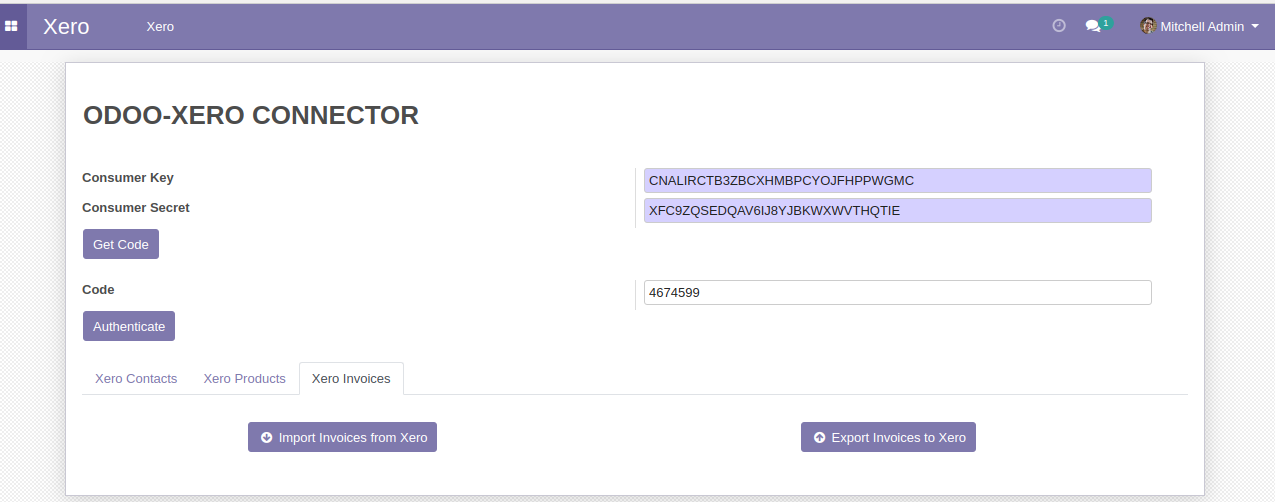 Xero Xero 1 Mitchell Admin
ODOO-XERO CONNECTOR
Consumer Key CNALIRCTB3ZBCXHMBPCYOJFHPPWGMC
Consumer Secret XFC9ZQSEDQAV6IJ8YJBKWXWVTHQTIE
Get Code
Code 4674599
Authenticate
Xero Contacts Xero Products Xero Invoices
Import Invoices from Xero Export Invoices to Xero